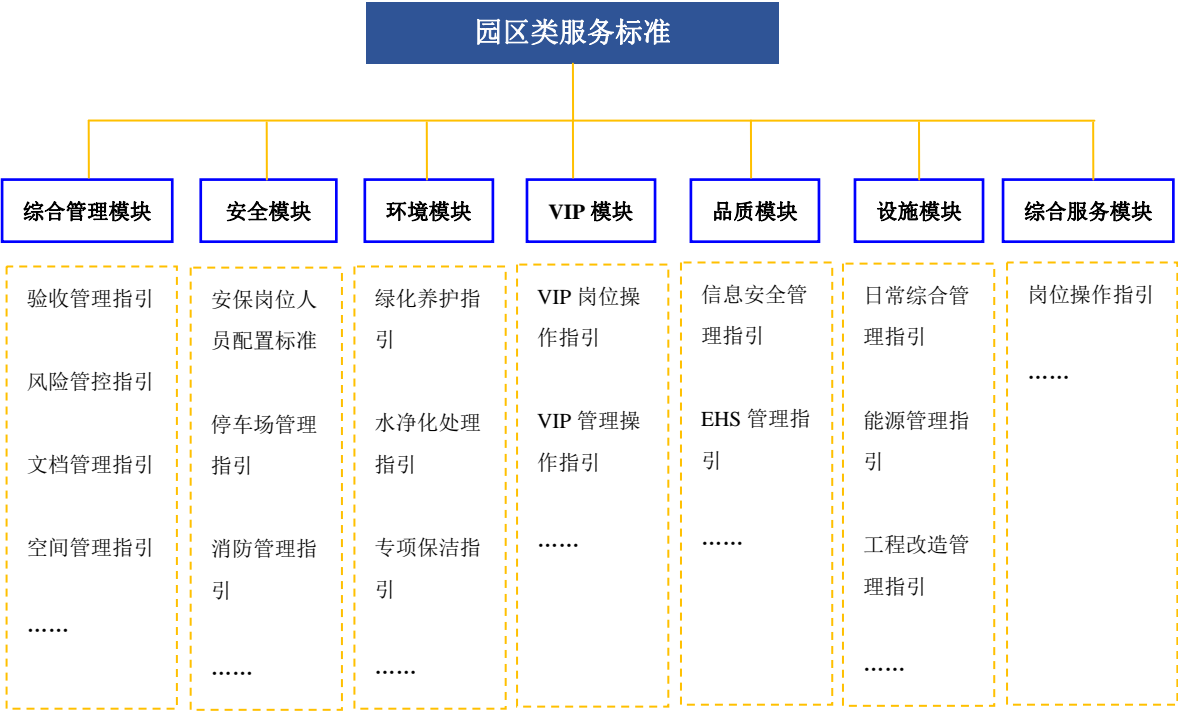 园区类服务标准
综合管理模块
安全模块
环境模块
VIP 模块
品质模块
设施模块
综合服务模块
验收管理指引
风险管控指引
文档管理指引
空间管理指引
……
安保岗位人
员配置标准
停车场管理
指引
消防管理指
引
……
绿化养护指
引
水净化处理
指引
专项保洁指
引
……
VIP 岗位操
作指引
VIP 管理操
作指引
……
信息安全管
理指引
EHS 管理指
引
……
日常综合管
理指引
能源管理指
引
工程改造管
理指引
……
岗位操作指引
……